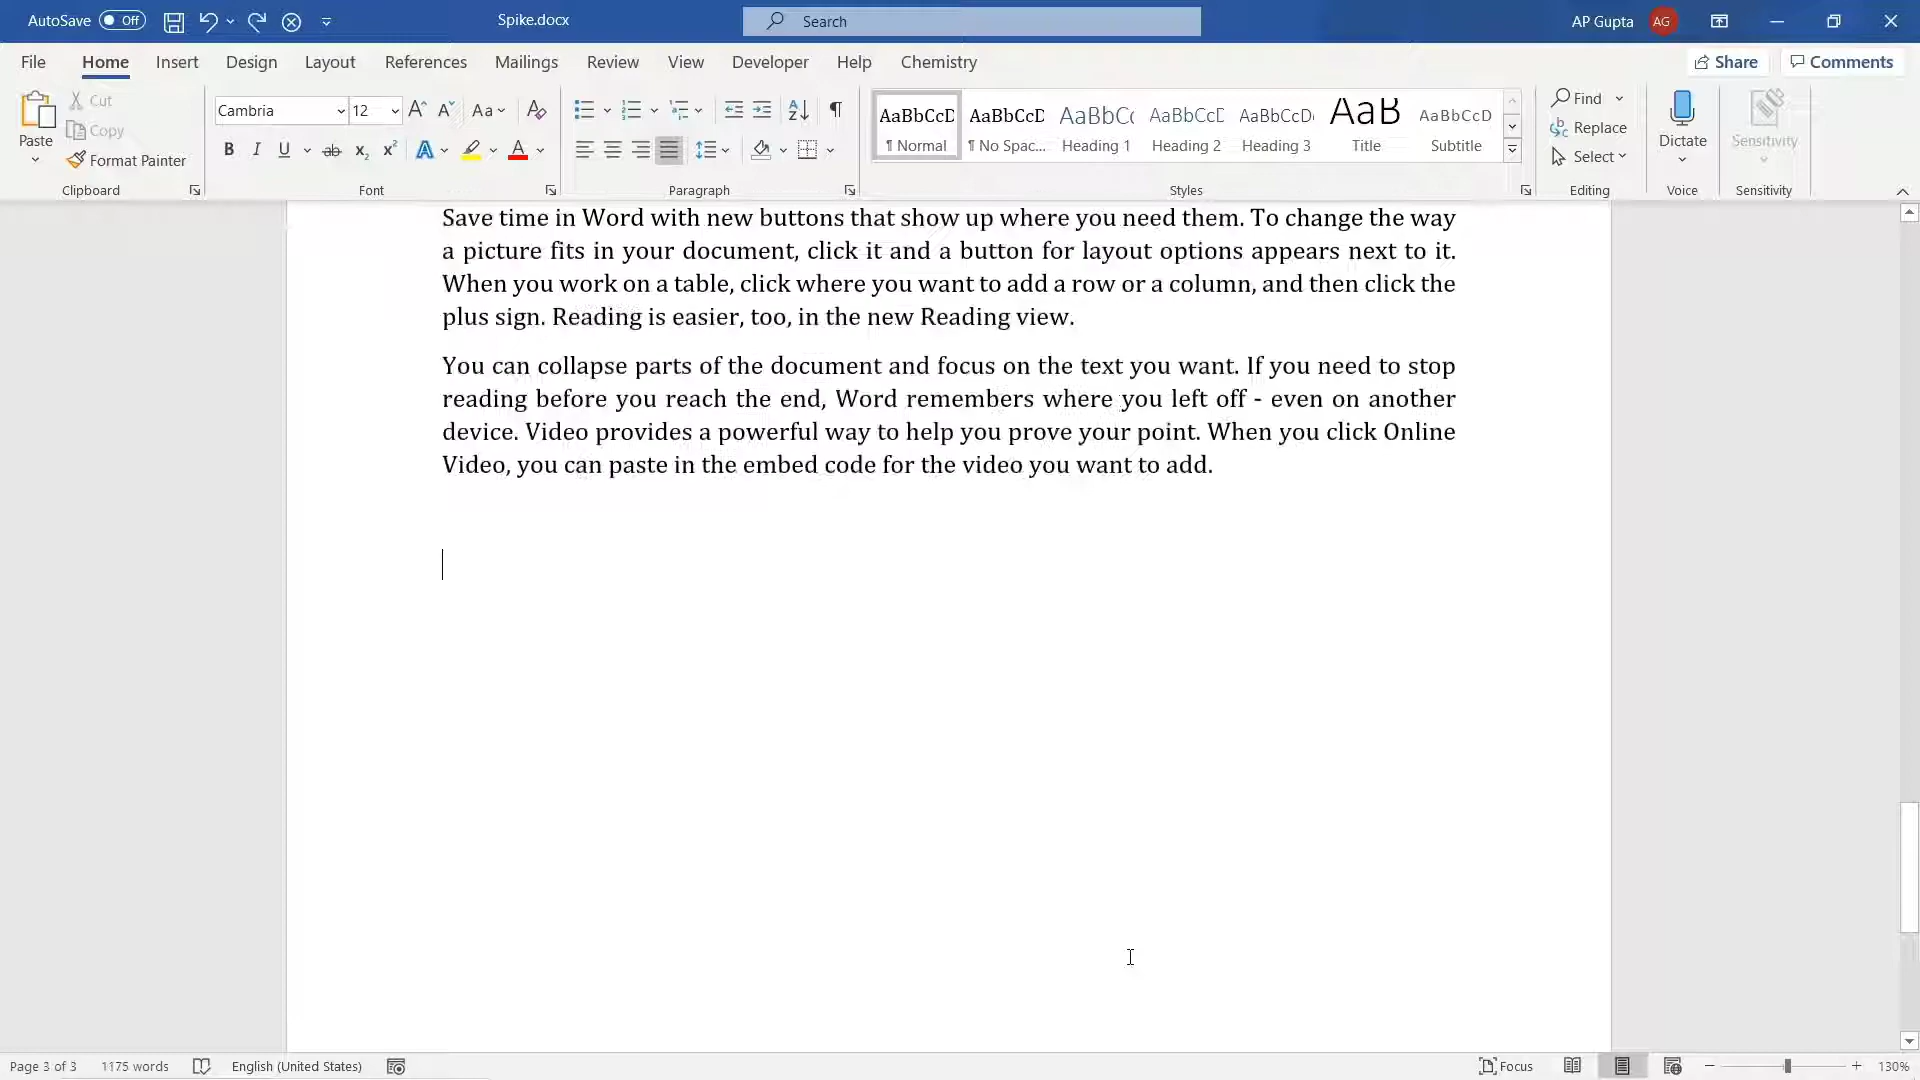 AutoSave Off
Spike.docx
Search
AP Gupta AG
File Home Insert Design Layout References Mailings Review View Developer Help Chemistry
Share Comments
Paste
Cut
Copy
Format Painter
Clipboard
Cambria 12
Aa
B I U ab x₂ x² A A
Font
¶
Paragraph
AaBbCcD AaBbCcD AaBbCc AaBbCcD AaBbCcD AaB AaBbCcD
¶ Normal ¶ No Spac... Heading 1 Heading 2 Heading 3 Title Subtitle
Styles
Find
Replace
Select
Editing
Dictate
Voice
Sensitivity
Sensitivity
Save time in Word with new buttons that show up where you need them. To change the way
a picture fits in your document, click it and a button for layout options appears next to it.
When you work on a table, click where you want to add a row or a column, and then click the
plus sign. Reading is easier, too, in the new Reading view.
You can collapse parts of the document and focus on the text you want. If you need to stop
reading before you reach the end, Word remembers where you left off - even on another
device. Video provides a powerful way to help you prove your point. When you click Online
Video, you can paste in the embed code for the video you want to add.
Page 3 of 3 1175 words English (United States) Focus 130%